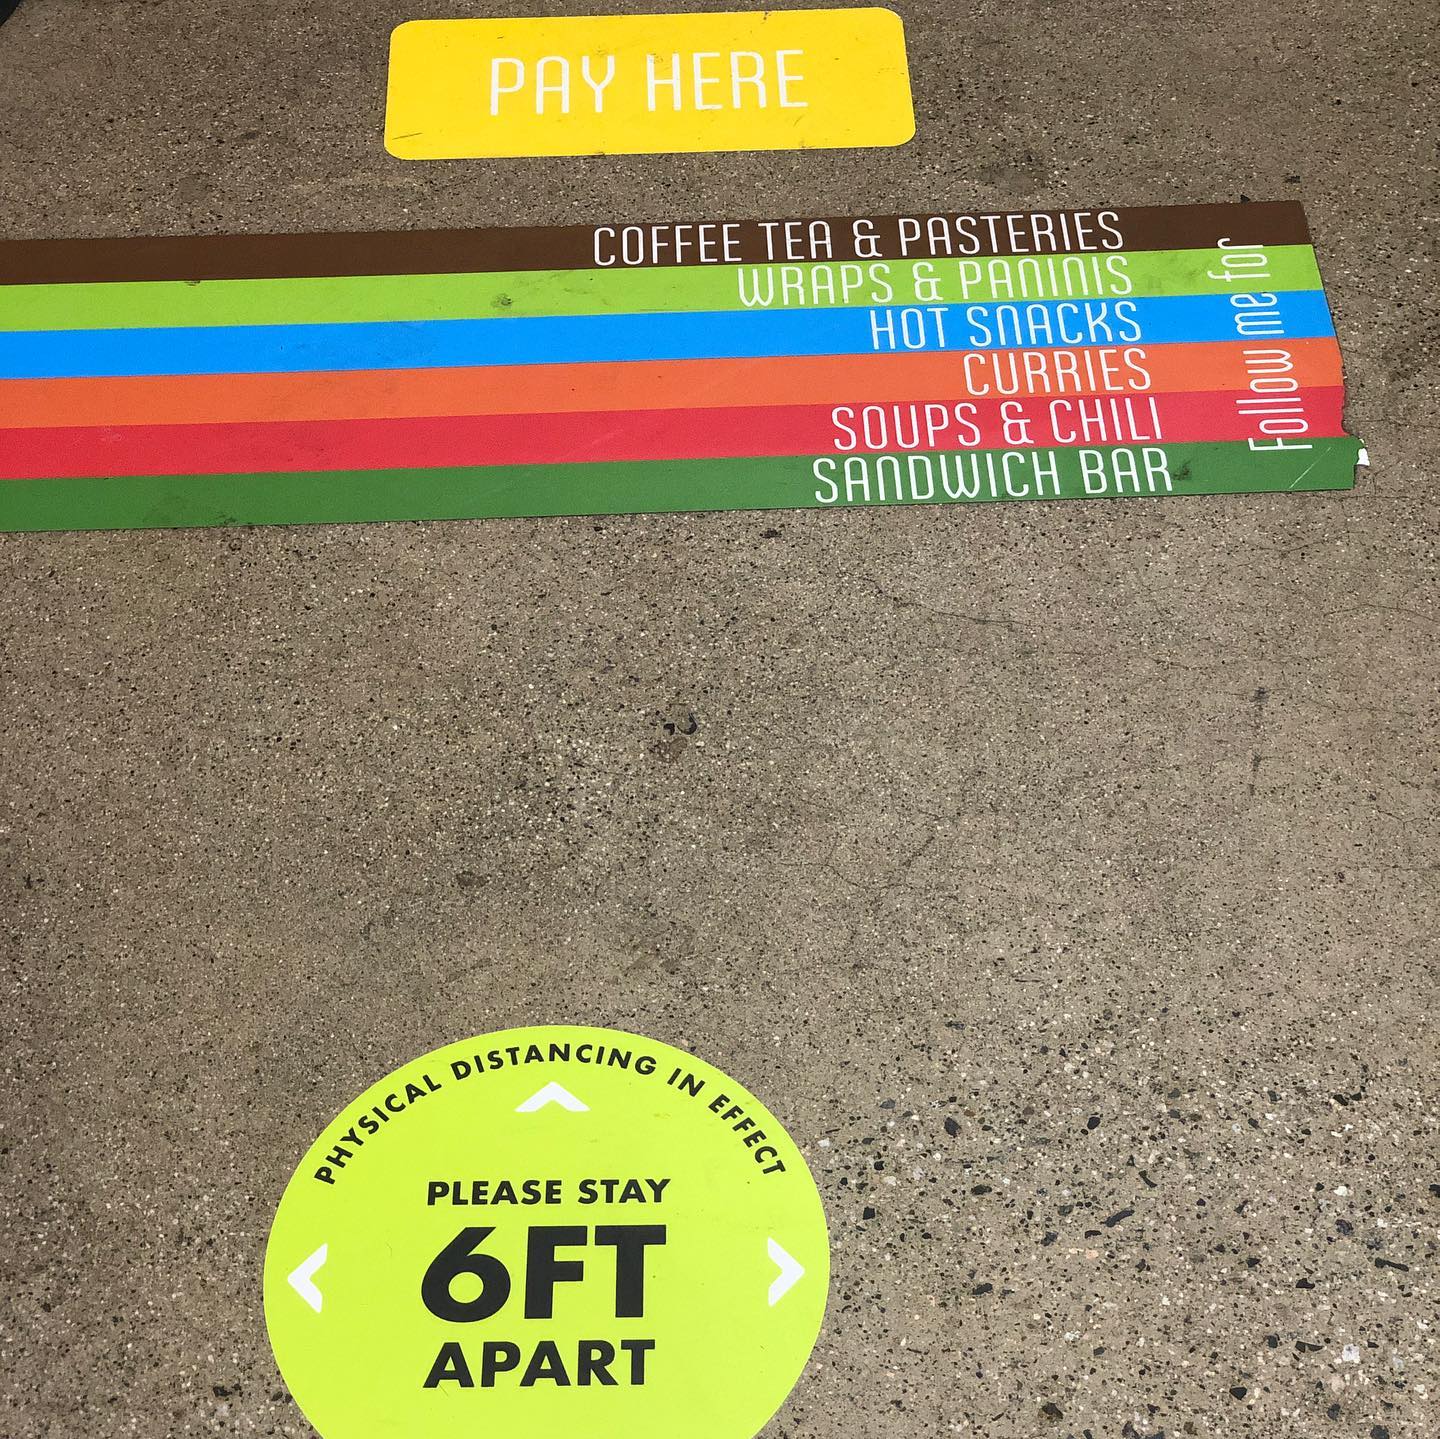 PAY HERE
COFFEE TEA & PASTERIES
WRAPS & PANINIS
HOT SNACKS
CURRIES
SOUPS & CHILI
SANDWICH BAR
Follow me for
PHYSICAL DISTANCING IN EFFECT
PLEASE STAY
6FT
APART